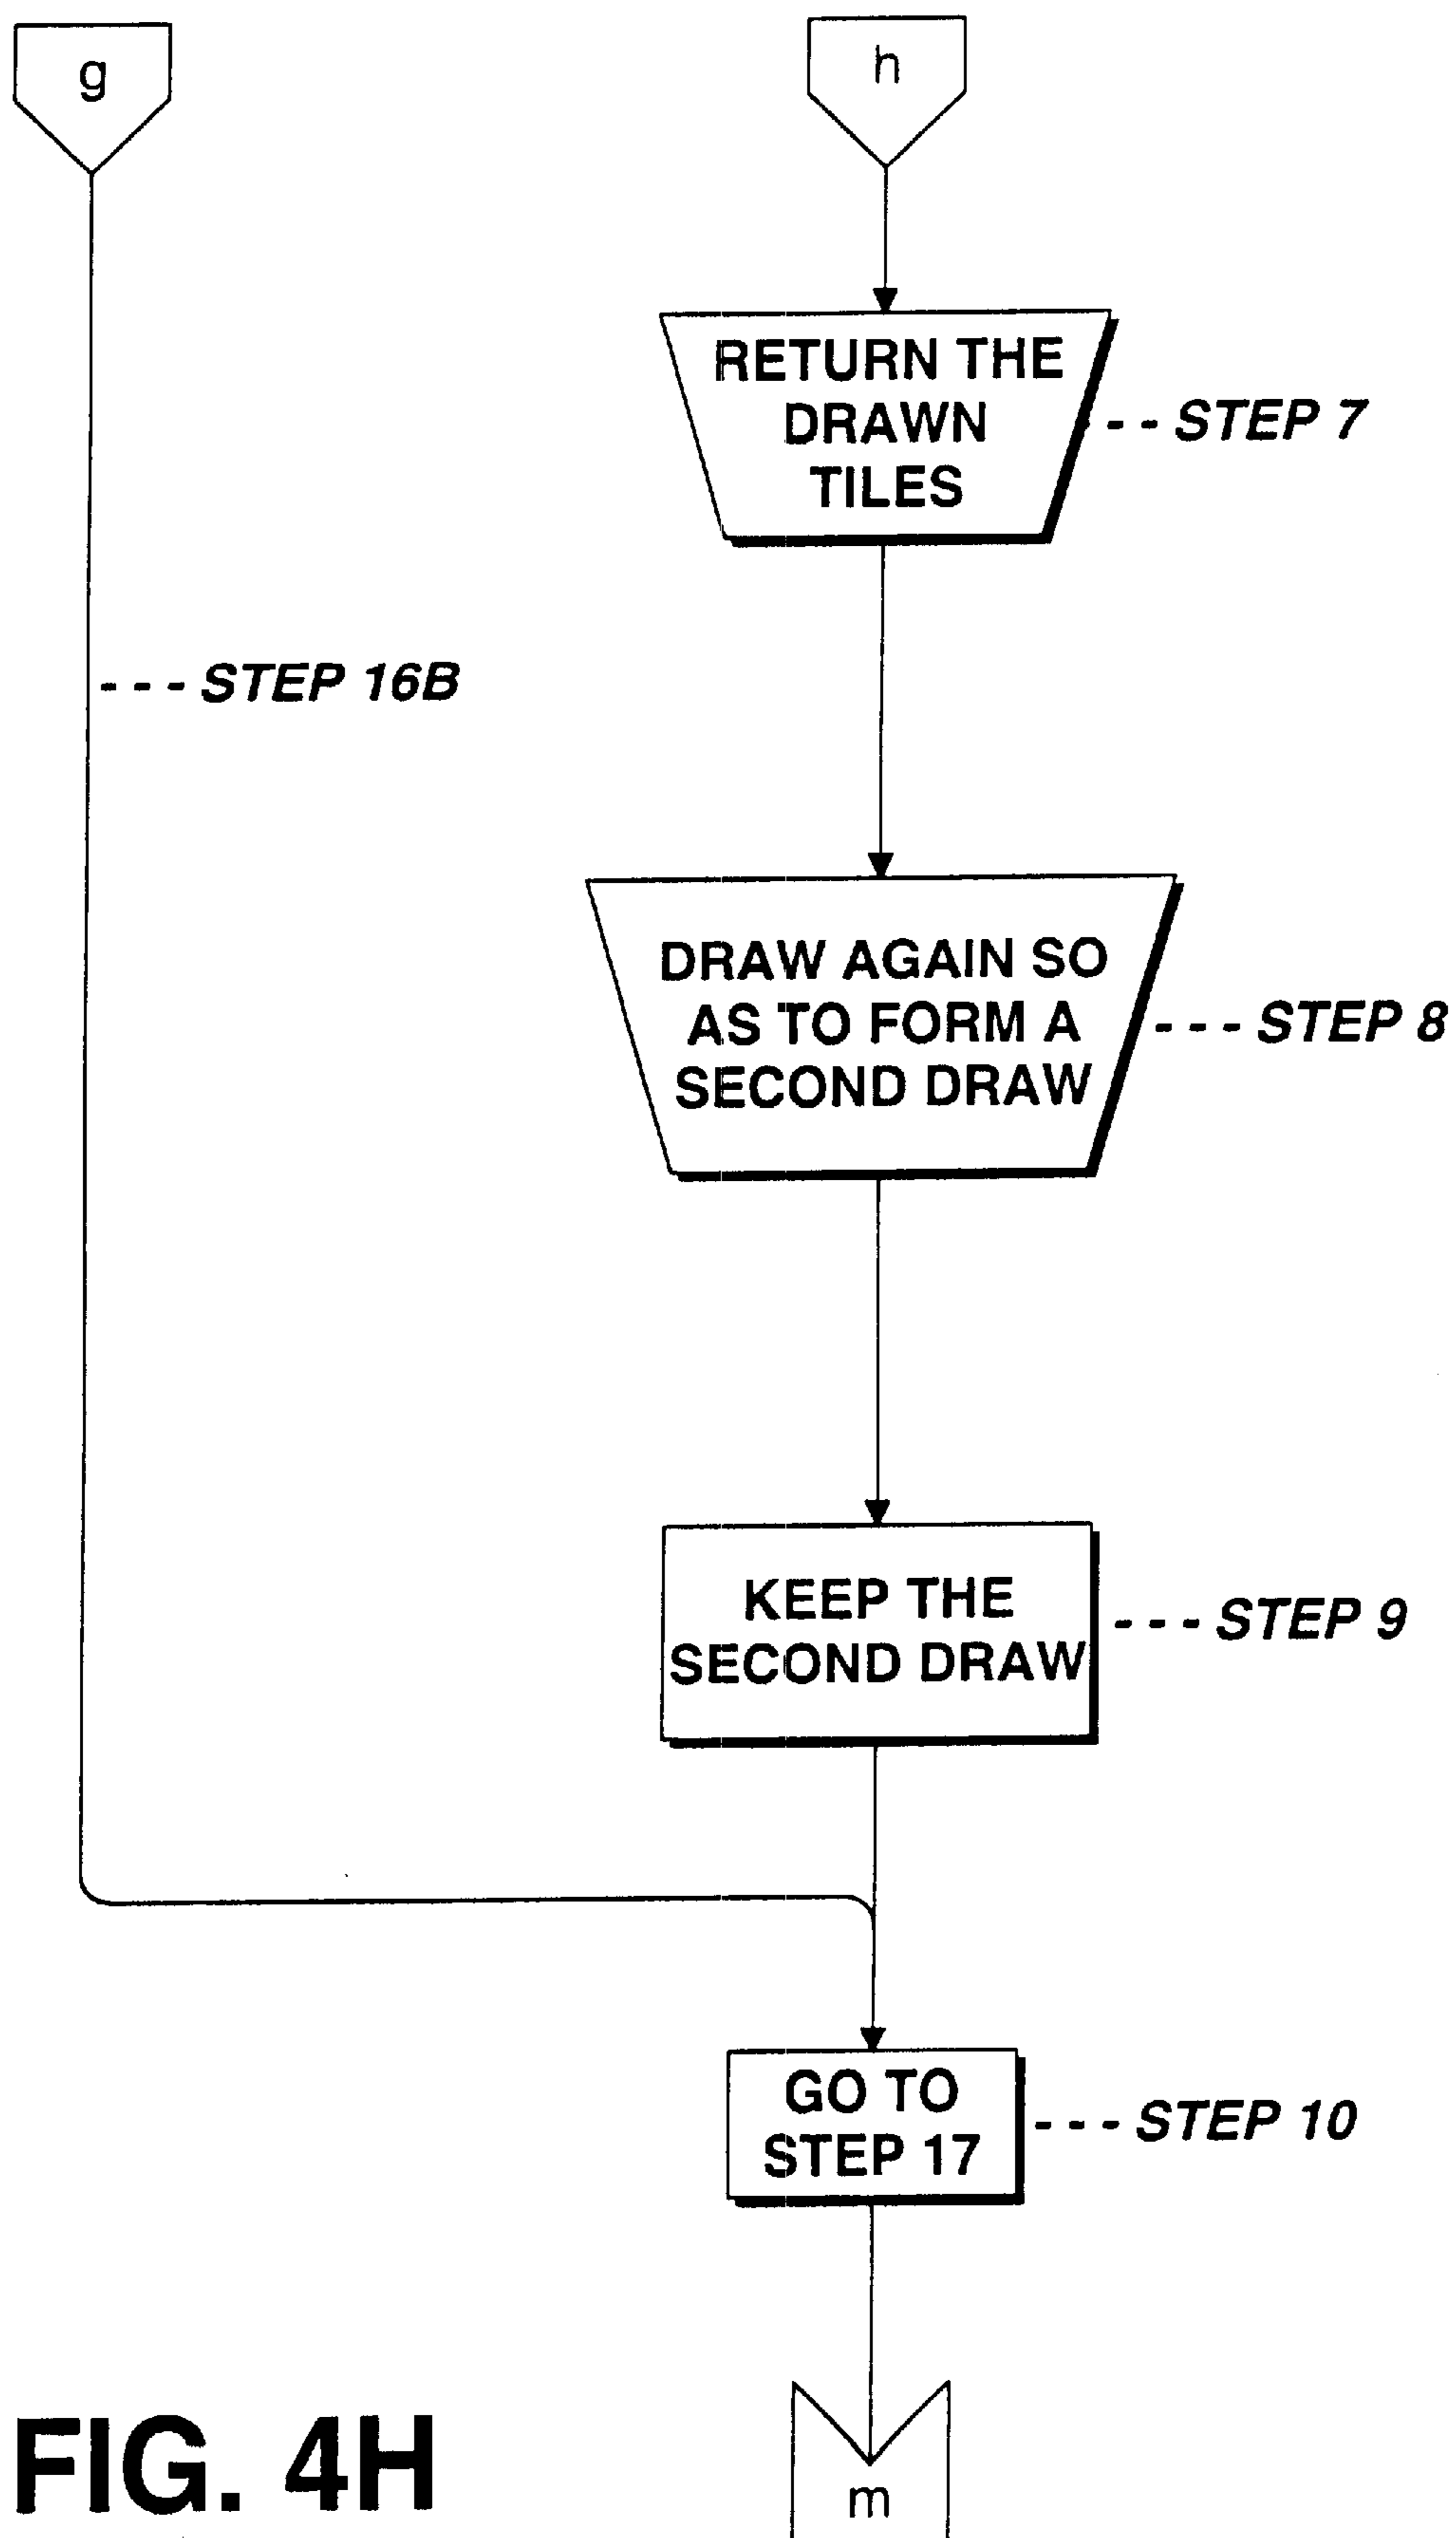 g
h
RETURN THE
DRAWN
TILES
-- STEP 7
--- STEP 16B
DRAW AGAIN SO
AS TO FORM A
SECOND DRAW
--- STEP 8
KEEP THE
SECOND DRAW
--- STEP 9
GO TO
STEP 17
--- STEP 10
FIG. 4H
m